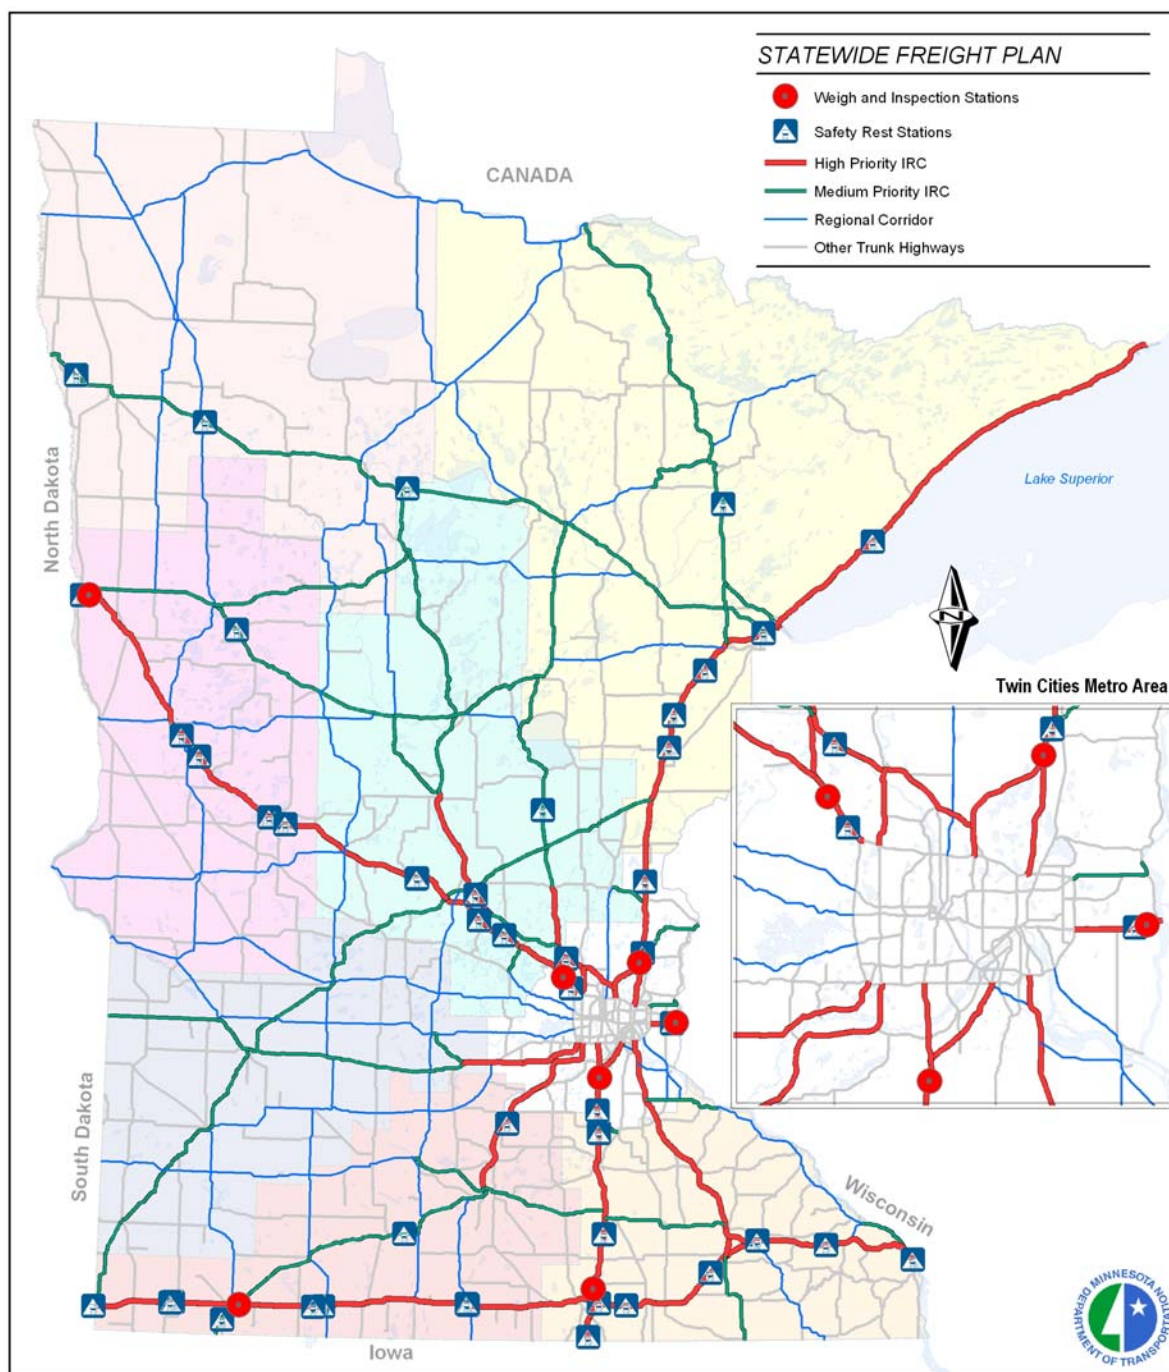 STATEWIDE FREIGHT PLAN
Weigh and Inspection Stations
Safety Rest Stations
High Priority IRC
Medium Priority IRC
Regional Corridor
Other Trunk Highways
CANADA
North Dakota
Lake Superior
N
Twin Cities Metro Area
South Dakota
Wisconsin
Iowa
MINNESOTA
DEPARTMENT OF TRANSPORTATION